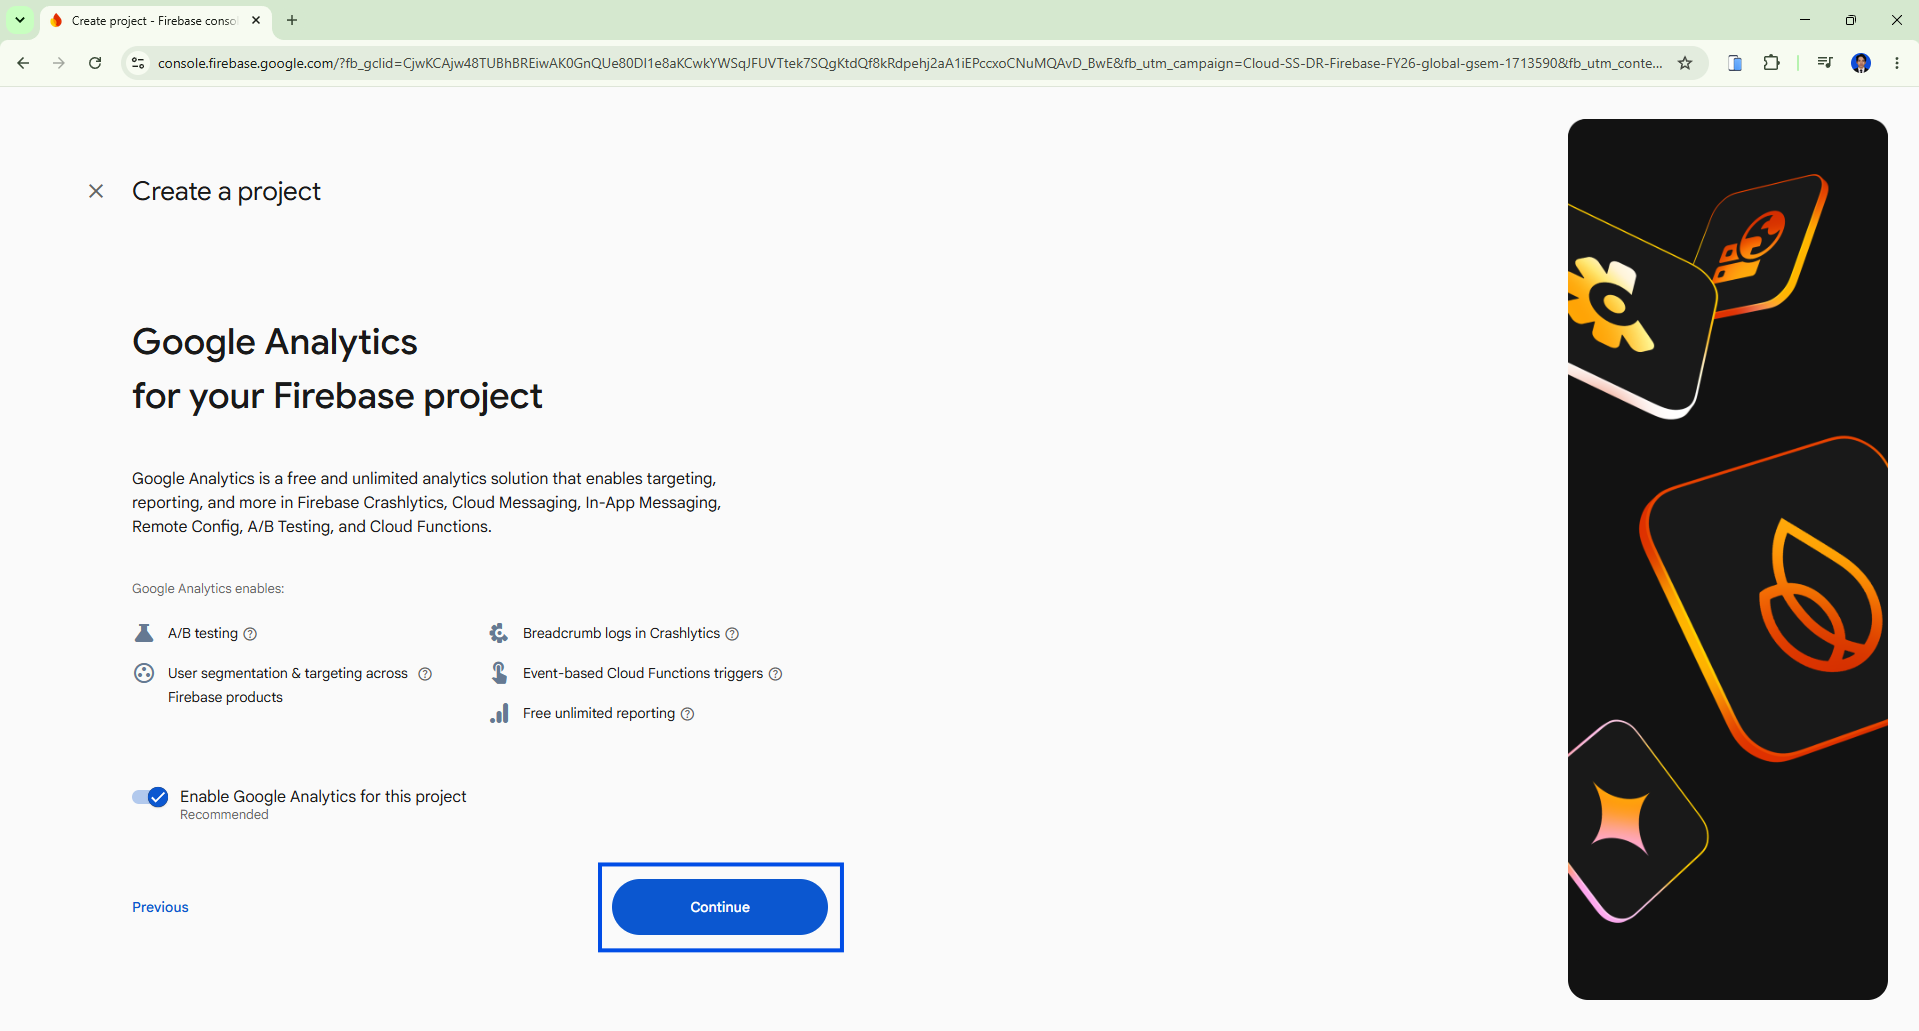 Create project - Firebase conso
console.firebase.google.com/?fb_gclid=CjwKCAjw48TUBhBREiwAK0GnQUe80DI1e8aKCwkYWSqJFUVTtek7SQgKtdQf8kRdpehj2aA1iEPccxoCNuMQAvD_BwE&fb_utm_campaign=Cloud-SS-DR-Firebase-FY26-global-gsem-1713590&fb_utm_conte...
Create a project
Google Analytics
for your Firebase project
Google Analytics is a free and unlimited analytics solution that enables targeting,
reporting, and more in Firebase Crashlytics, Cloud Messaging, In-App Messaging,
Remote Config, A/B Testing, and Cloud Functions.
Google Analytics enables:
A/B testing
User segmentation & targeting across
Firebase products
Breadcrumb logs in Crashlytics
Event-based Cloud Functions triggers
Free unlimited reporting
Enable Google Analytics for this project
Recommended
Previous
Continue